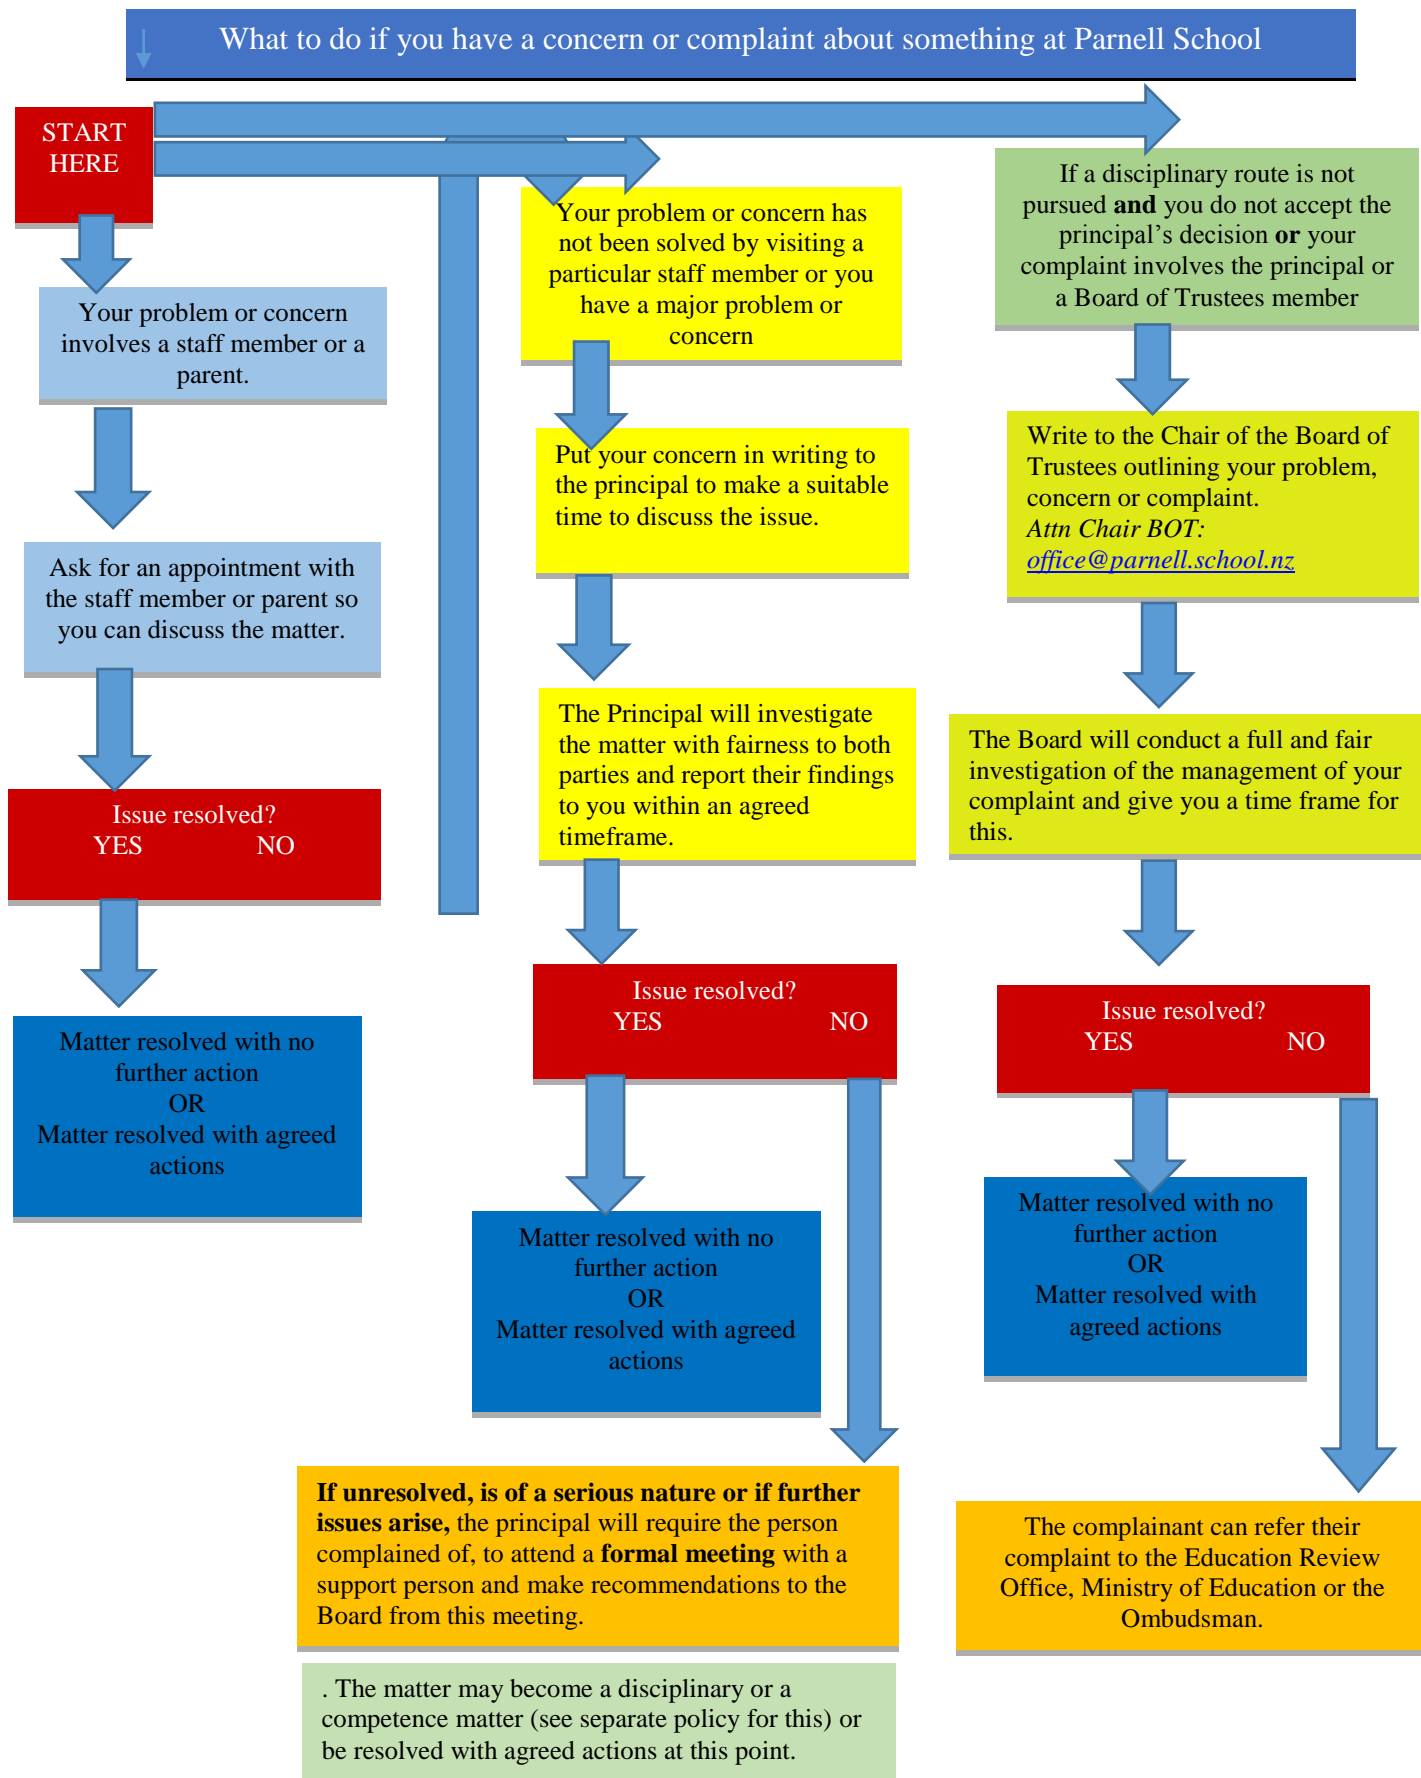 What to do if you have a concern or complaint about something at Parnell School
START
HERE
Your problem or concern
involves a staff member or a
parent.
Ask for an appointment with
the staff member or parent so
you can discuss the matter.
Issue resolved?
YES NO
Matter resolved with no
further action
OR
Matter resolved with agreed
actions
Your problem or concern has
not been solved by visiting a
particular staff member or you
have a major problem or
concern
Put your concern in writing to
the principal to make a suitable
time to discuss the issue.
The Principal will investigate
the matter with fairness to both
parties and report their findings
to you within an agreed
timeframe.
Issue resolved?
YES NO
Matter resolved with no
further action
OR
Matter resolved with agreed
actions
If unresolved, is of a serious nature or if further
issues arise, the principal will require the person
complained of, to attend a formal meeting with a
support person and make recommendations to the
Board from this meeting.
. The matter may become a disciplinary or a
competence matter (see separate policy for this) or
be resolved with agreed actions at this point.
If a disciplinary route is not
pursued and you do not accept the
principal’s decision or your
complaint involves the principal or
a Board of Trustees member
Write to the Chair of the Board of
Trustees outlining your problem,
concern or complaint.
Attn Chair BOT:
office@parnell.school.nz
The Board will conduct a full and fair
investigation of the management of your
complaint and give you a time frame for
this.
Issue resolved?
YES NO
Matter resolved with no
further action
OR
Matter resolved with
agreed actions
The complainant can refer their
complaint to the Education Review
Office, Ministry of Education or the
Ombudsman.